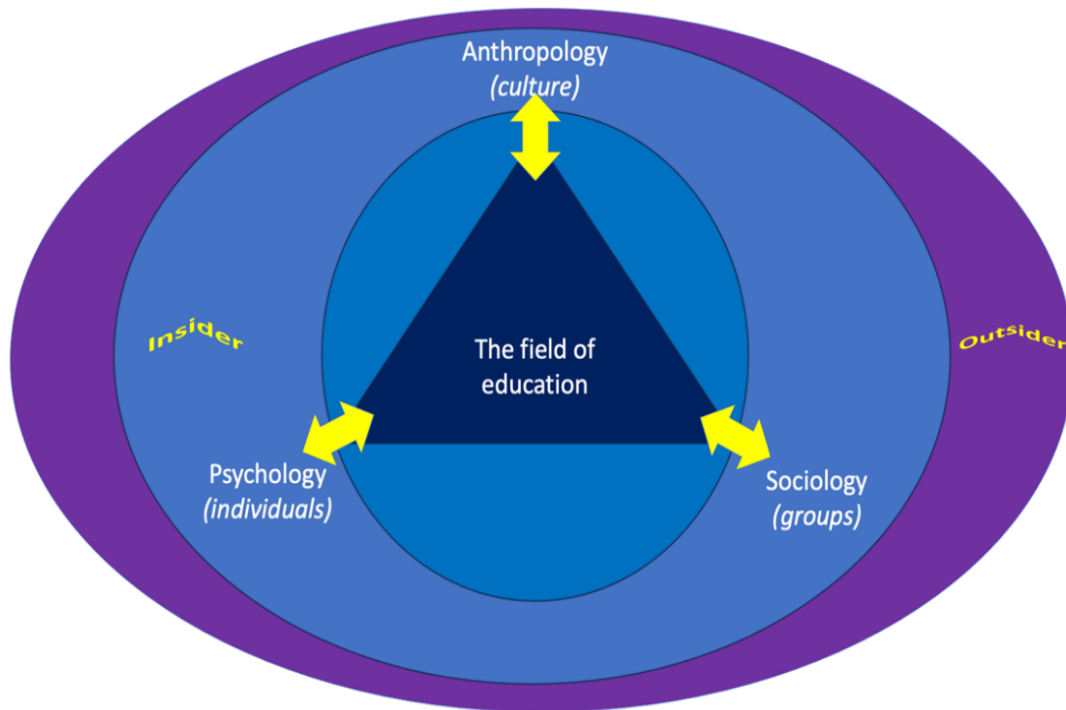 Anthropology
(culture)
Insider
Outsider
The field of
education
Psychology
(individuals)
Sociology
(groups)